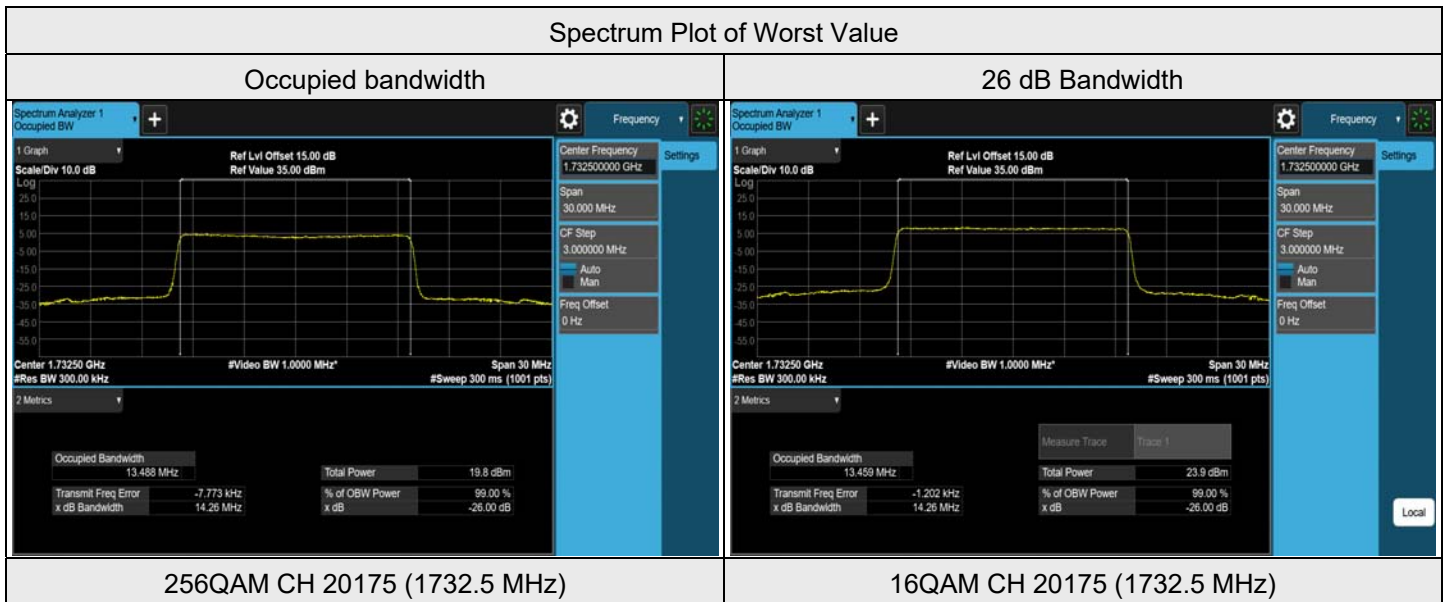 Spectrum Plot of Worst Value
Occupied bandwidth
26 dB Bandwidth
Spectrum Analyzer 1
Occupied BW
+
Frequency
1 Graph
Scale/Div 10.0 dB
Ref Lvl Offset 15.00 dB
Ref Value 35.00 dBm
Log
25.0
15.0
5.00
-5.00
-15.0
-25.0
-35.0
-45.0
-55.0
Center 1.73250 GHz
#Res BW 300.00 kHz
#Video BW 1.0000 MHz*
Span 30 MHz
#Sweep 300 ms (1001 pts)
Center Frequency
1.732500000 GHz
Settings
Span
30.000 MHz
CF Step
3.000000 MHz
Auto
Man
Freq Offset
0 Hz
2 Metrics
Occupied Bandwidth
13.488 MHz
Total Power 19.8 dBm
Transmit Freq Error -7.773 kHz
% of OBW Power 99.00 %
x dB Bandwidth 14.26 MHz
x dB -26.00 dB
Spectrum Analyzer 1
Occupied BW
+
Frequency
1 Graph
Scale/Div 10.0 dB
Ref Lvl Offset 15.00 dB
Ref Value 35.00 dBm
Log
25.0
15.0
5.00
-5.00
-15.0
-25.0
-35.0
-45.0
-55.0
Center 1.73250 GHz
#Res BW 300.00 kHz
#Video BW 1.0000 MHz*
Span 30 MHz
#Sweep 300 ms (1001 pts)
Center Frequency
1.732500000 GHz
Settings
Span
30.000 MHz
CF Step
3.000000 MHz
Auto
Man
Freq Offset
0 Hz
2 Metrics
Measure Trace Trace 1
Occupied Bandwidth
13.459 MHz
Total Power 23.9 dBm
Transmit Freq Error -1.202 kHz
% of OBW Power 99.00 %
x dB Bandwidth 14.26 MHz
x dB -26.00 dB
Local
256QAM CH 20175 (1732.5 MHz)
16QAM CH 20175 (1732.5 MHz)